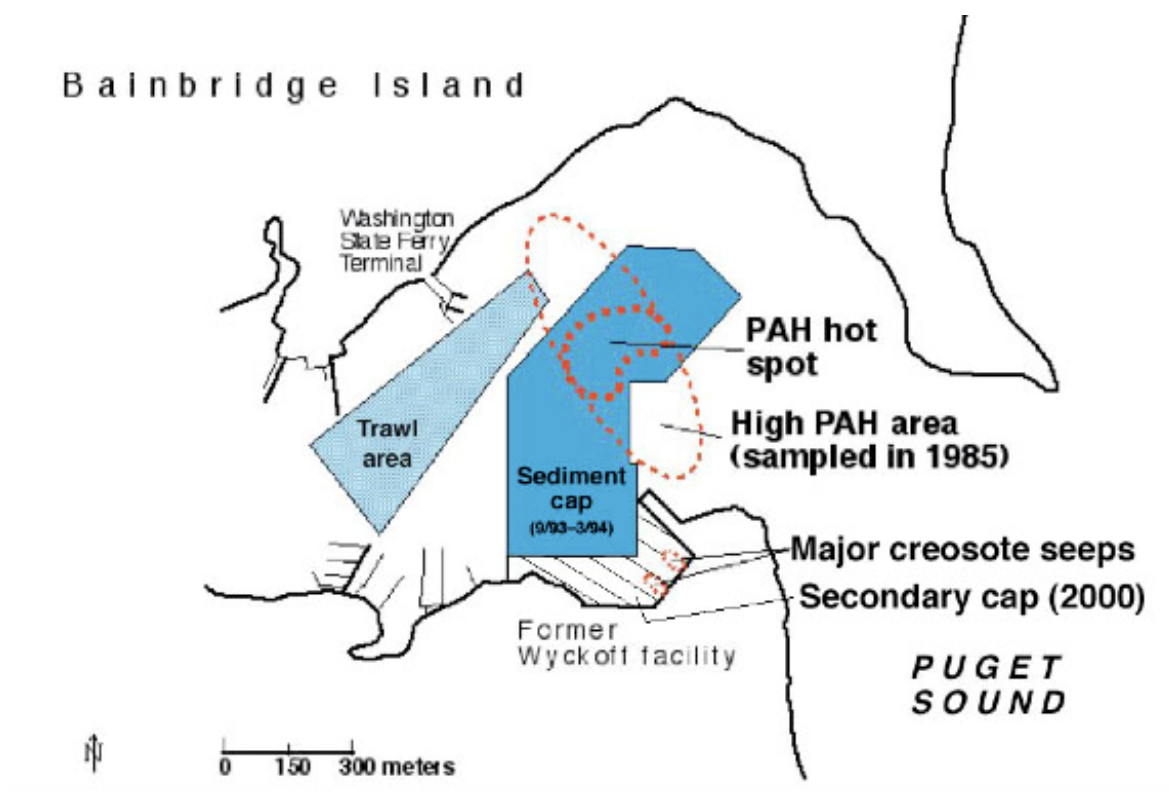 Bainbridge Island
Washington
State Ferry
Terminal
PAH hot
spot
High PAH area
(sampled in 1985)
Trawl
area
Sediment
cap
(9/93–3/94)
Major creosote seeps
Secondary cap (2000)
Former
Wyckoff facility
PUGET
SOUND
N
0 150 300 meters